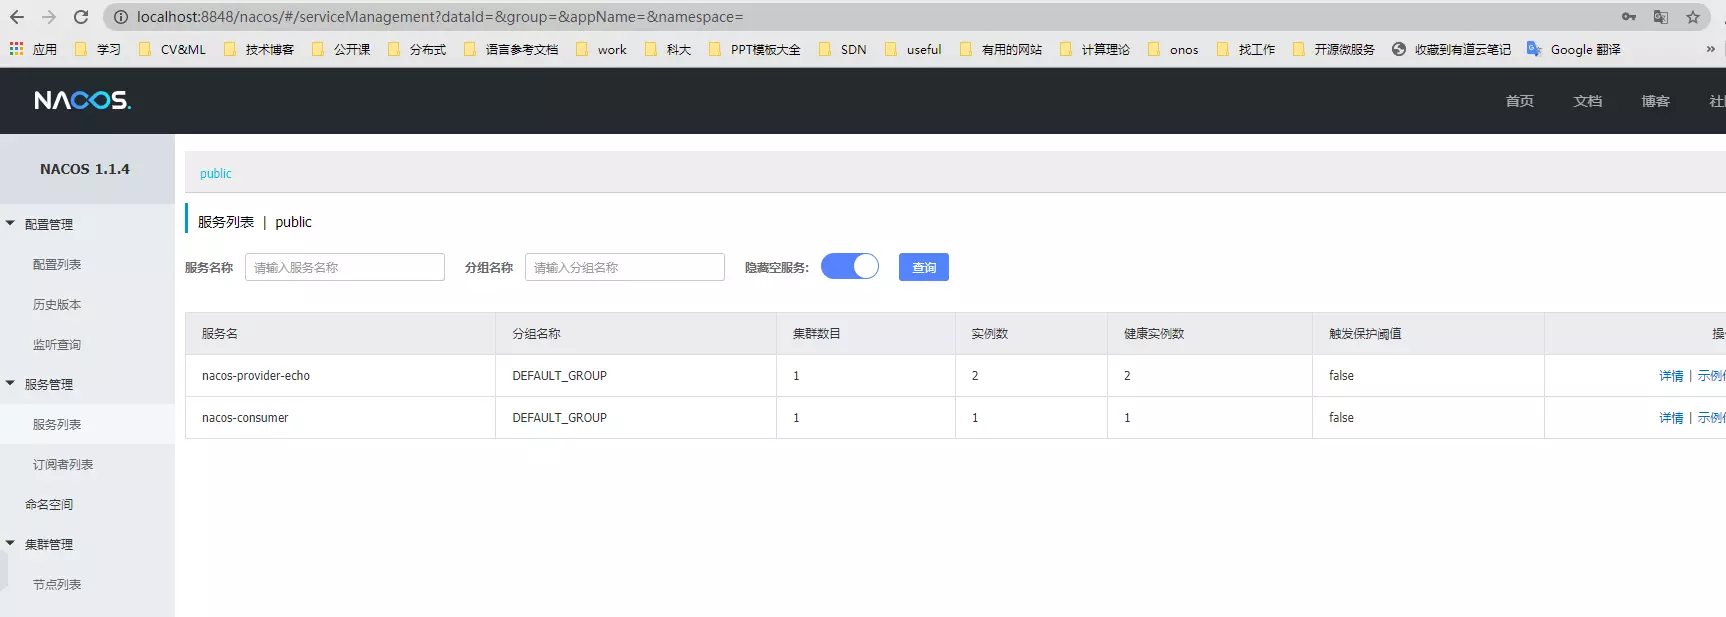 localhost:8848/nacos/#/serviceManagement?dataId=&group=&appName=&namespace=
应用 学习 CV&ML 技术博客 公开课 分布式 语言参考文档 work 科大 PPT模板大全 SDN useful 有用的网站 计算理论 onos 找工作 开源微服务 收藏到有道云笔记 Google 翻译 »
NACOS. 首页 文档 博客 社
NACOS 1.1.4
配置管理
配置列表
历史版本
监听查询
服务管理
服务列表
订阅者列表
命名空间
集群管理
节点列表
public
服务列表 | public
服务名称 请输入服务名称 分组名称 请输入分组名称 隐藏空服务: 查询
服务名 分组名称 集群数目 实例数 健康实例数 触发保护阈值 操
nacos-provider-echo DEFAULT_GROUP 1 2 2 false 详情 | 示例
nacos-consumer DEFAULT_GROUP 1 1 1 false 详情 | 示例